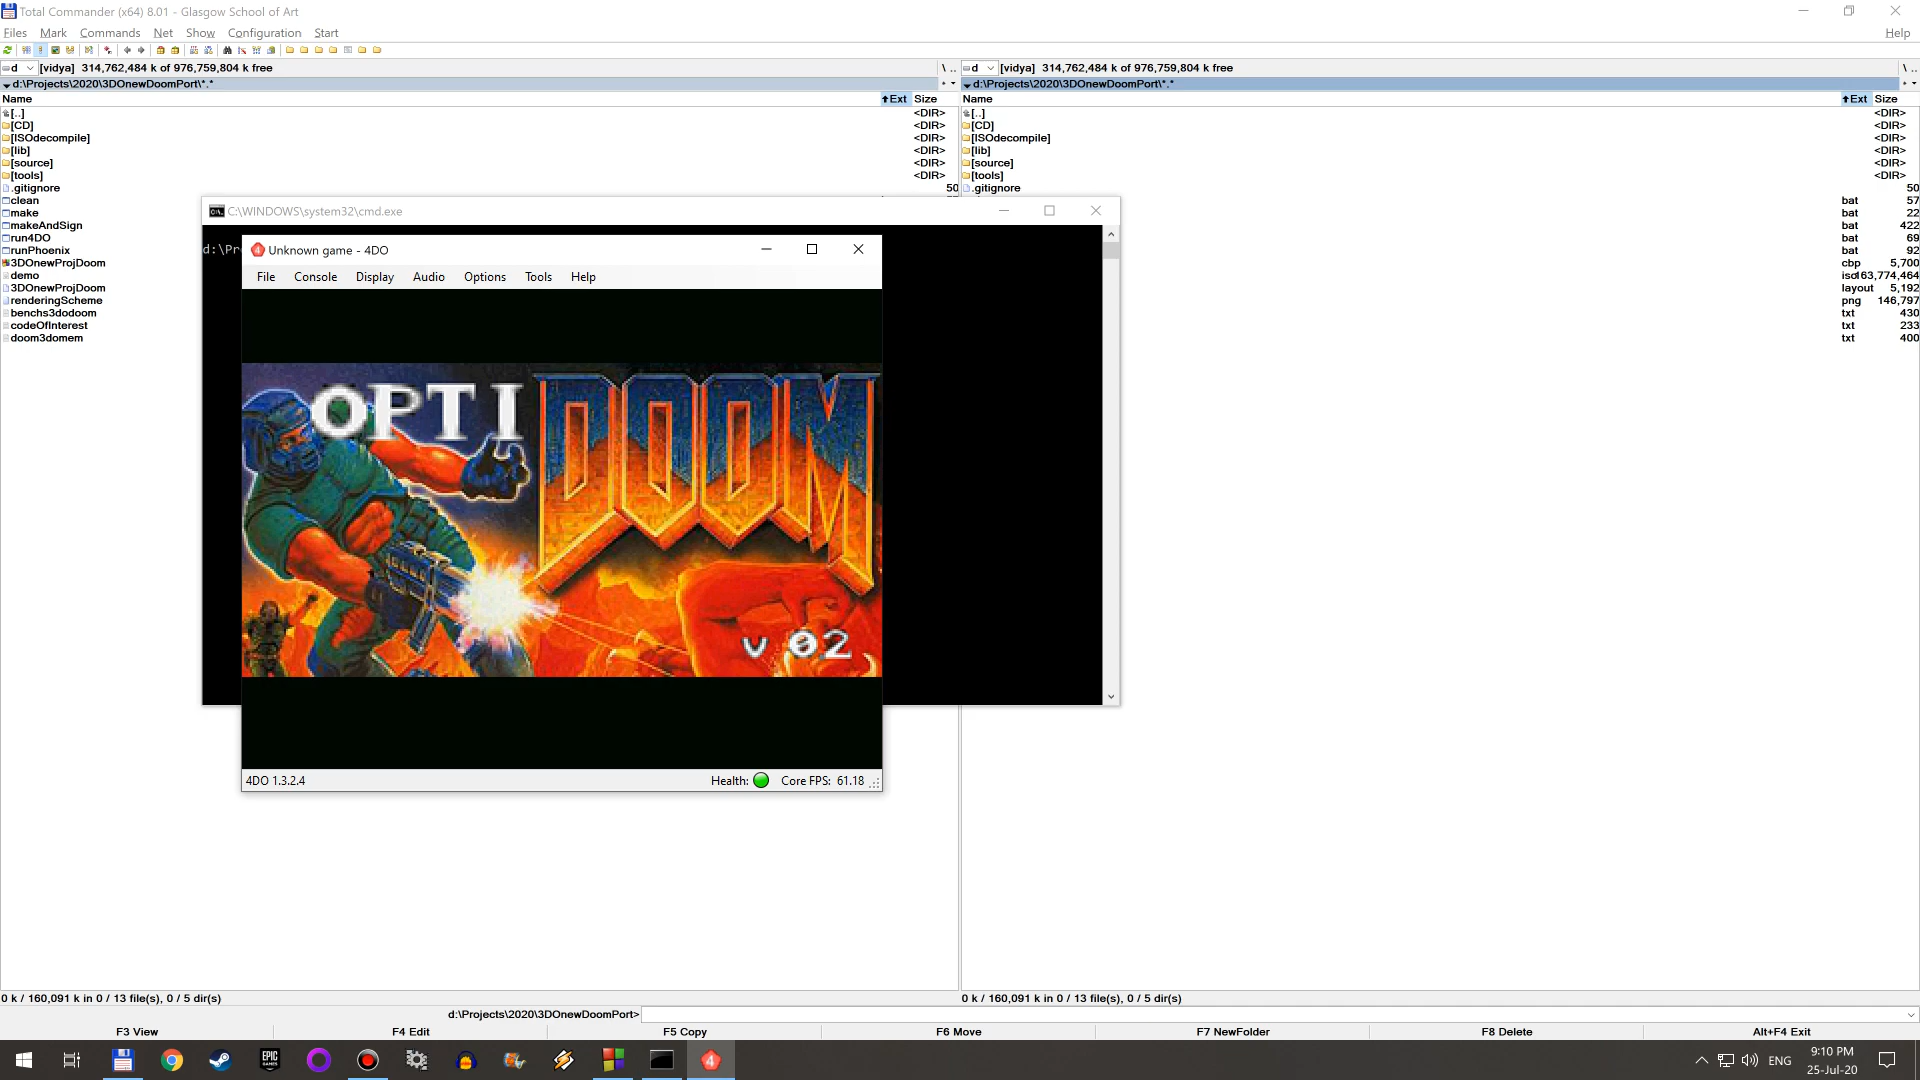 Total Commander (x64) 8.01 - Glasgow School of Art
Files Mark Commands Net Show Configuration Start Help
d [vidya] 314,762,484 k of 976,759,804 k free \ ..
d [vidya] 314,762,484 k of 976,759,804 k free \ ..
d:\Projects\2020\3DOnewDoomPort\*.* * 
d:\Projects\2020\3DOnewDoomPort\*.* * 
Name Ext Size
Name Ext Size
[..] <DIR>
[CD] <DIR>
[ISOdecompile] <DIR>
[lib] <DIR>
[source] <DIR>
[tools] <DIR>
.gitignore 50
clean
make
makeAndSign
run4DO
runPhoenix
3DOnewProjDoom
demo
3DOnewProjDoom
renderingScheme
benchs3dodoom
codeOfInterest
doom3domem
[..] <DIR>
[CD] <DIR>
[ISOdecompile] <DIR>
[lib] <DIR>
[source] <DIR>
[tools] <DIR>
.gitignore 50
bat 57
bat 22
bat 422
bat 69
bat 92
cbp 5,700
iso 163,774,464
layout 5,192
png 146,797
txt 430
txt 233
txt 400
C:\WINDOWS\system32\cmd.exe
d:\Pr
Unknown game - 4DO
File Console Display Audio Options Tools Help
OPTI DOOM
v 02
4DO 1.3.2.4 Health: Core FPS: 61.18
0 k / 160,091 k in 0 / 13 file(s), 0 / 5 dir(s)
0 k / 160,091 k in 0 / 13 file(s), 0 / 5 dir(s)
d:\Projects\2020\3DOnewDoomPort>
F3 View F4 Edit F5 Copy F6 Move F7 NewFolder F8 Delete Alt+F4 Exit
EPIC GAMES
4
ENG
9:10 PM
25-Jul-20